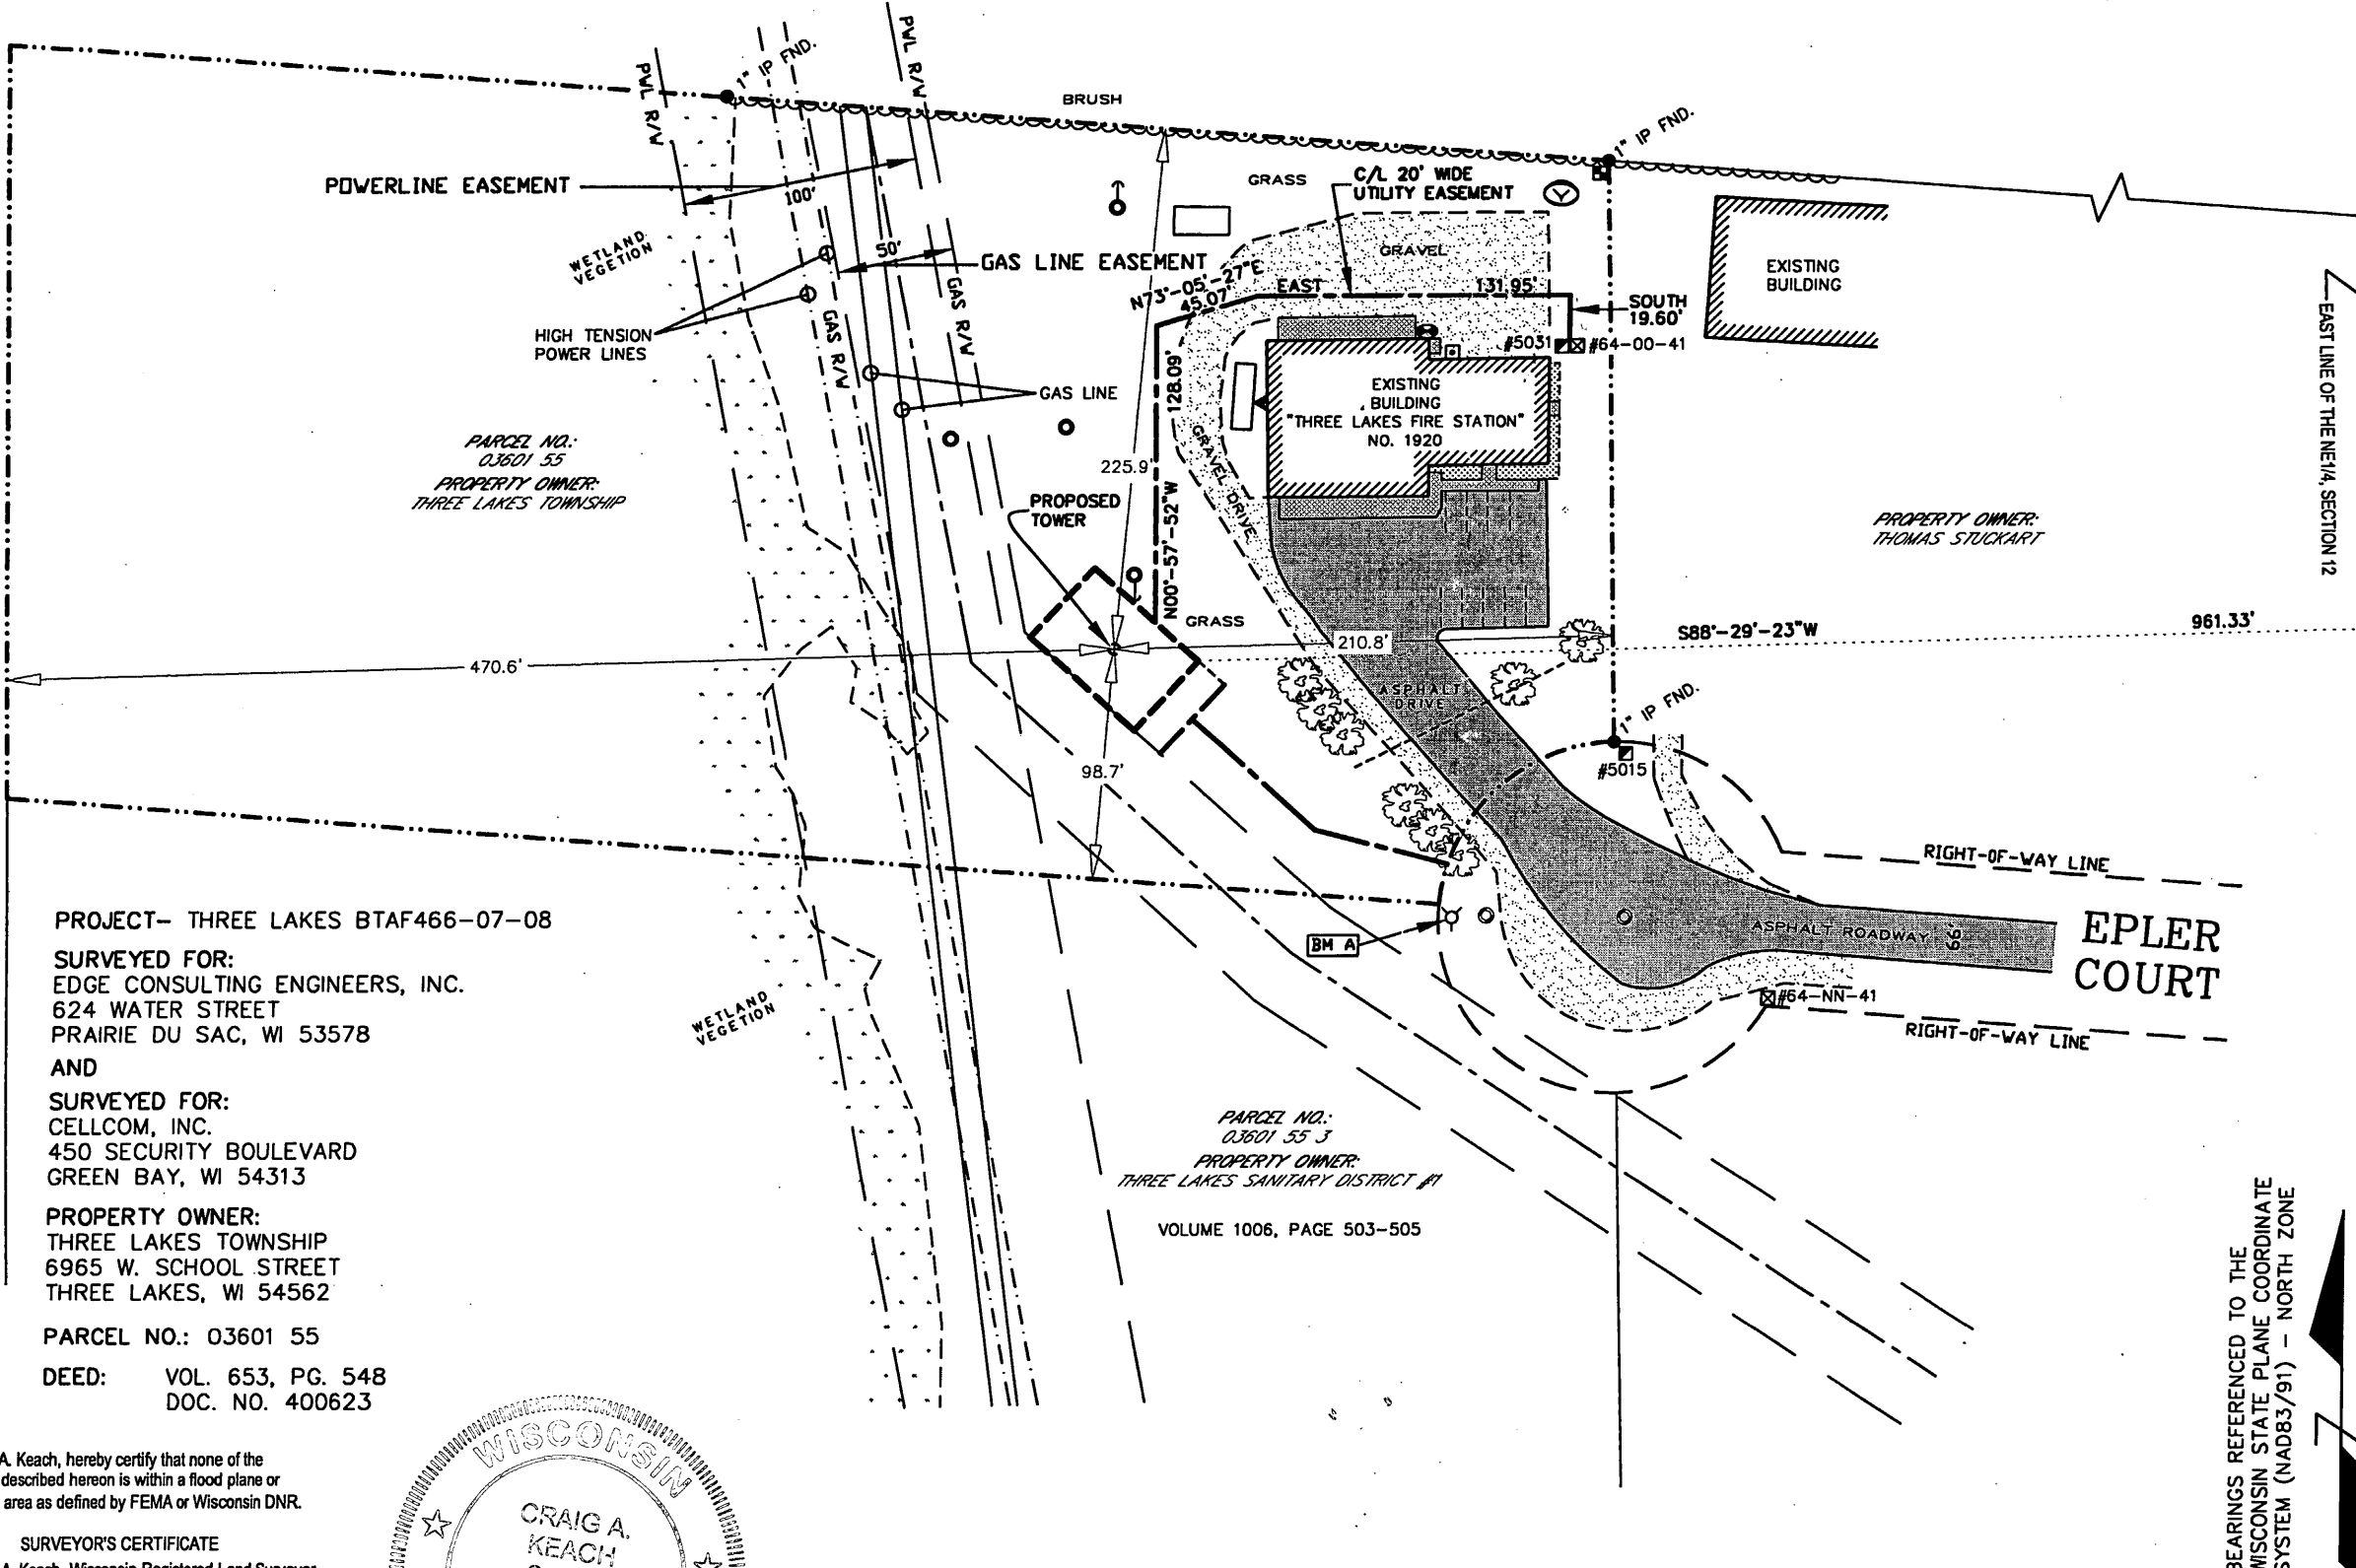 PWL R/W
1" IP FND.
PWL R/W
BRUSH
1" IP FND.
POWERLINE EASEMENT
100'
GRASS
C/L 20' WIDE
UTILITY EASEMENT
WETLAND
VEGETION
50'
GAS LINE EASEMENT
GRAVEL
EXISTING
BUILDING
N73°-05'-27"E
45.07'
EAST
131.95'
SOUTH
19.60'
EAST LINE OF THE NE1/4, SECTION 12
HIGH TENSION
POWER LINES
GAS R/W
GAS R/W
#5031
#64-00-41
GAS LINE
128.09'
EXISTING
BUILDING
"THREE LAKES FIRE STATION"
NO. 1920
PARCEL NO.:
03601 55
PROPERTY OWNER:
THREE LAKES TOWNSHIP
225.9'
GRAVEL DRIVE
PROPOSED
TOWER
N00°-57'-52"W
PROPERTY OWNER:
THOMAS STUCKART
GRASS
470.6'
210.8'
S88°-29'-23"W
961.33'
ASPHALT
DRIVE
1" IP FND.
#5015
98.7'
RIGHT-OF-WAY LINE
BM A
ASPHALT ROADWAY
66'
EPLER
COURT
#64-NN-41
RIGHT-OF-WAY LINE
PROJECT- THREE LAKES BTAF466-07-08
SURVEYED FOR:
EDGE CONSULTING ENGINEERS, INC.
624 WATER STREET
PRAIRIE DU SAC, WI 53578
AND
SURVEYED FOR:
CELLCOM, INC.
450 SECURITY BOULEVARD
GREEN BAY, WI 54313
PROPERTY OWNER:
THREE LAKES TOWNSHIP
6965 W. SCHOOL STREET
THREE LAKES, WI 54562
PARCEL NO.: 03601 55
DEED: VOL. 653, PG. 548
DOC. NO. 400623
WETLAND
VEGETION
PARCEL NO.:
03601 55 3
PROPERTY OWNER:
THREE LAKES SANITARY DISTRICT #1
VOLUME 1006, PAGE 503-505
BEARINGS REFERENCED TO THE
WISCONSIN STATE PLANE COORDINATE
SYSTEM (NAD83/91) - NORTH ZONE
A. Keach, hereby certify that none of the
described hereon is within a flood plane or
area as defined by FEMA or Wisconsin DNR.
SURVEYOR'S CERTIFICATE
A. Keach, Wisconsin Registered Land Surveyor
WISCONSIN
CRAIG A.
KEACH